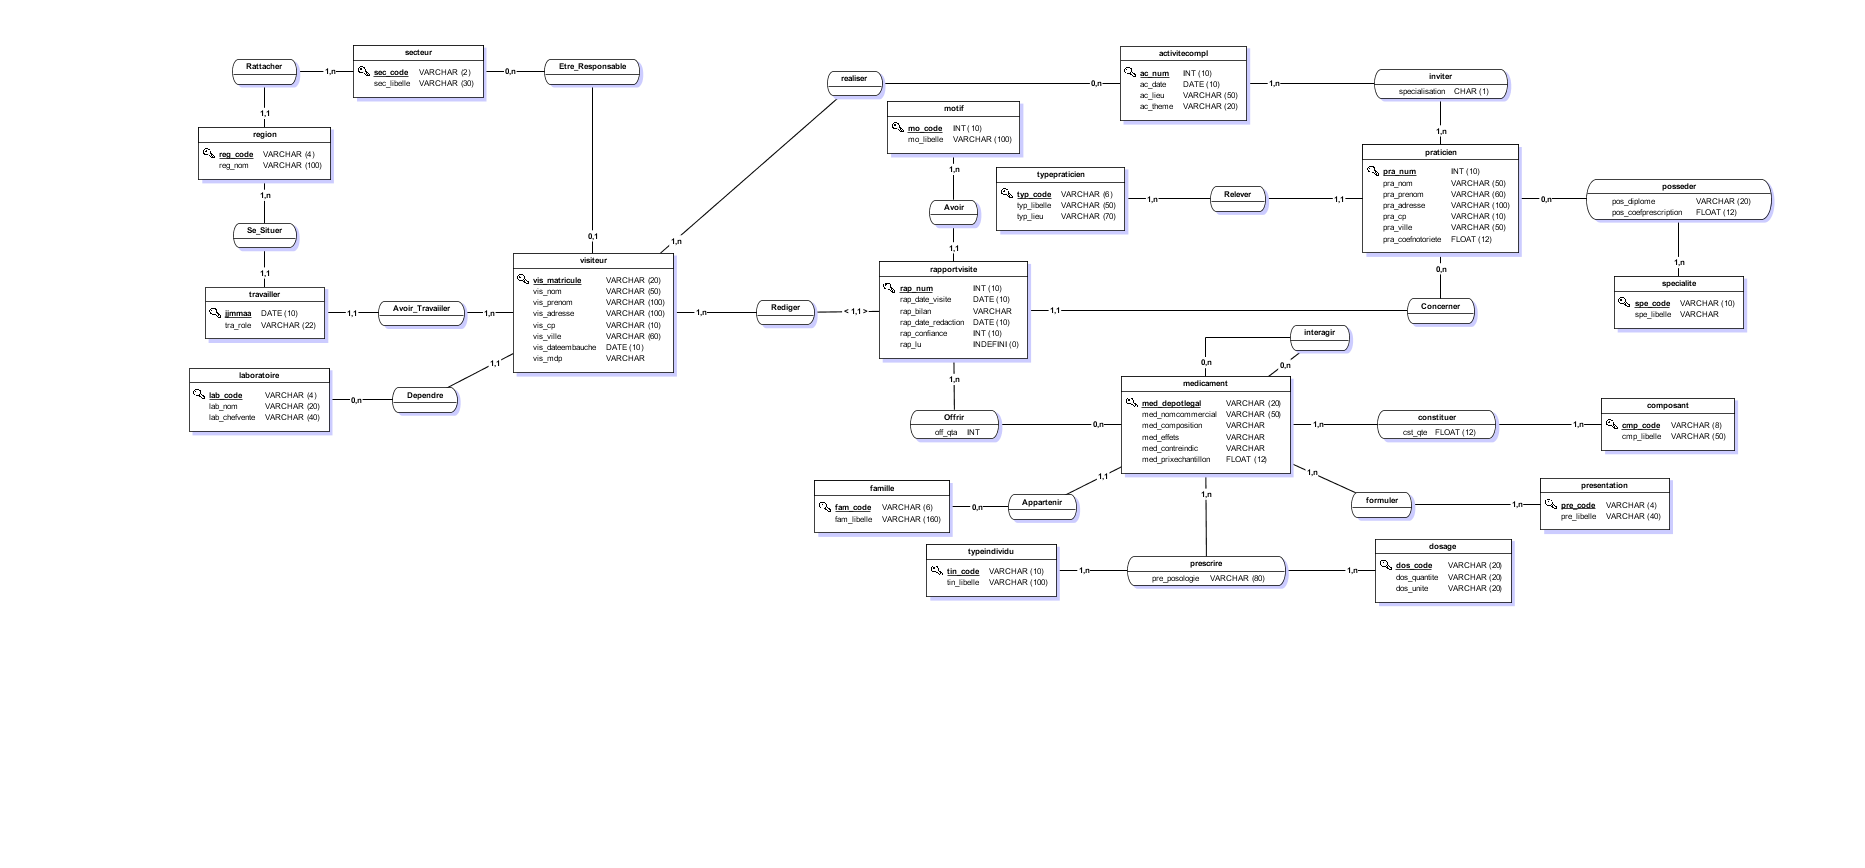 secteur
sec_code VARCHAR (2)
sec_libelle VARCHAR (30)
Rattacher
1,n
0,n
Etre_Responsable
1,1
region
reg_code VARCHAR (4)
reg_nom VARCHAR (100)
1,n
Se_Situer
1,1
0,1
travailler
jjmmaa DATE (10)
tra_role VARCHAR (22)
1,1
Avoir_Travailler
1,n
visiteur
vis_matricule VARCHAR (20)
vis_nom VARCHAR (50)
vis_prenom VARCHAR (100)
vis_adresse VARCHAR (100)
vis_cp VARCHAR (10)
vis_ville VARCHAR (60)
vis_dateembauche DATE (10)
vis_mdp VARCHAR
1,1
laboratoire
lab_code VARCHAR (4)
lab_nom VARCHAR (20)
lab_chefvente VARCHAR (40)
0,n
Dependre
1,n
realiser
0,n
activitecompl
ac_num INT (10)
ac_date DATE (10)
ac_lieu VARCHAR (50)
ac_theme VARCHAR (20)
1,n
inviter
specialisation CHAR (1)
1,n
motif
mo_code INT (10)
mo_libelle VARCHAR (100)
1,n
Avoir
1,1
typepraticien
typ_code VARCHAR (6)
typ_libelle VARCHAR (50)
typ_lieu VARCHAR (70)
1,n
Relever
1,1
praticien
pra_num INT (10)
pra_nom VARCHAR (50)
pra_prenom VARCHAR (60)
pra_adresse VARCHAR (100)
pra_cp VARCHAR (10)
pra_ville VARCHAR (50)
pra_coefnotoriete FLOAT (12)
0,n
posseder
pos_diplome VARCHAR (20)
pos_coefprescription FLOAT (12)
1,n
specialite
spe_code VARCHAR (10)
spe_libelle VARCHAR
0,n
Concerner
1,n
Rediger
< 1,1 >
rapportvisite
rap_num INT (10)
rap_date_visite DATE (10)
rap_bilan VARCHAR
rap_date_redaction DATE (10)
rap_confiance INT (10)
rap_lu INDEFINI (0)
1,1
1,n
Offrir
off_qta INT
0,n
interagir
0,n
0,n
medicament
med_depotlegal VARCHAR (20)
med_nomcommercial VARCHAR (50)
med_composition VARCHAR
med_effets VARCHAR
med_contreindic VARCHAR
med_prixechantillon FLOAT (12)
1,n
constituer
cst_qte FLOAT (12)
1,n
composant
cmp_code VARCHAR (8)
cmp_libelle VARCHAR (50)
1,1
famille
fam_code VARCHAR (6)
fam_libelle VARCHAR (160)
0,n
Appartenir
1,n
1,n
formuler
1,n
presentation
pre_code VARCHAR (4)
pre_libelle VARCHAR (40)
typeindividu
tin_code VARCHAR (10)
tin_libelle VARCHAR (100)
1,n
prescrire
pre_posologie VARCHAR (80)
1,n
dosage
dos_code VARCHAR (20)
dos_quantite VARCHAR (20)
dos_unite VARCHAR (20)